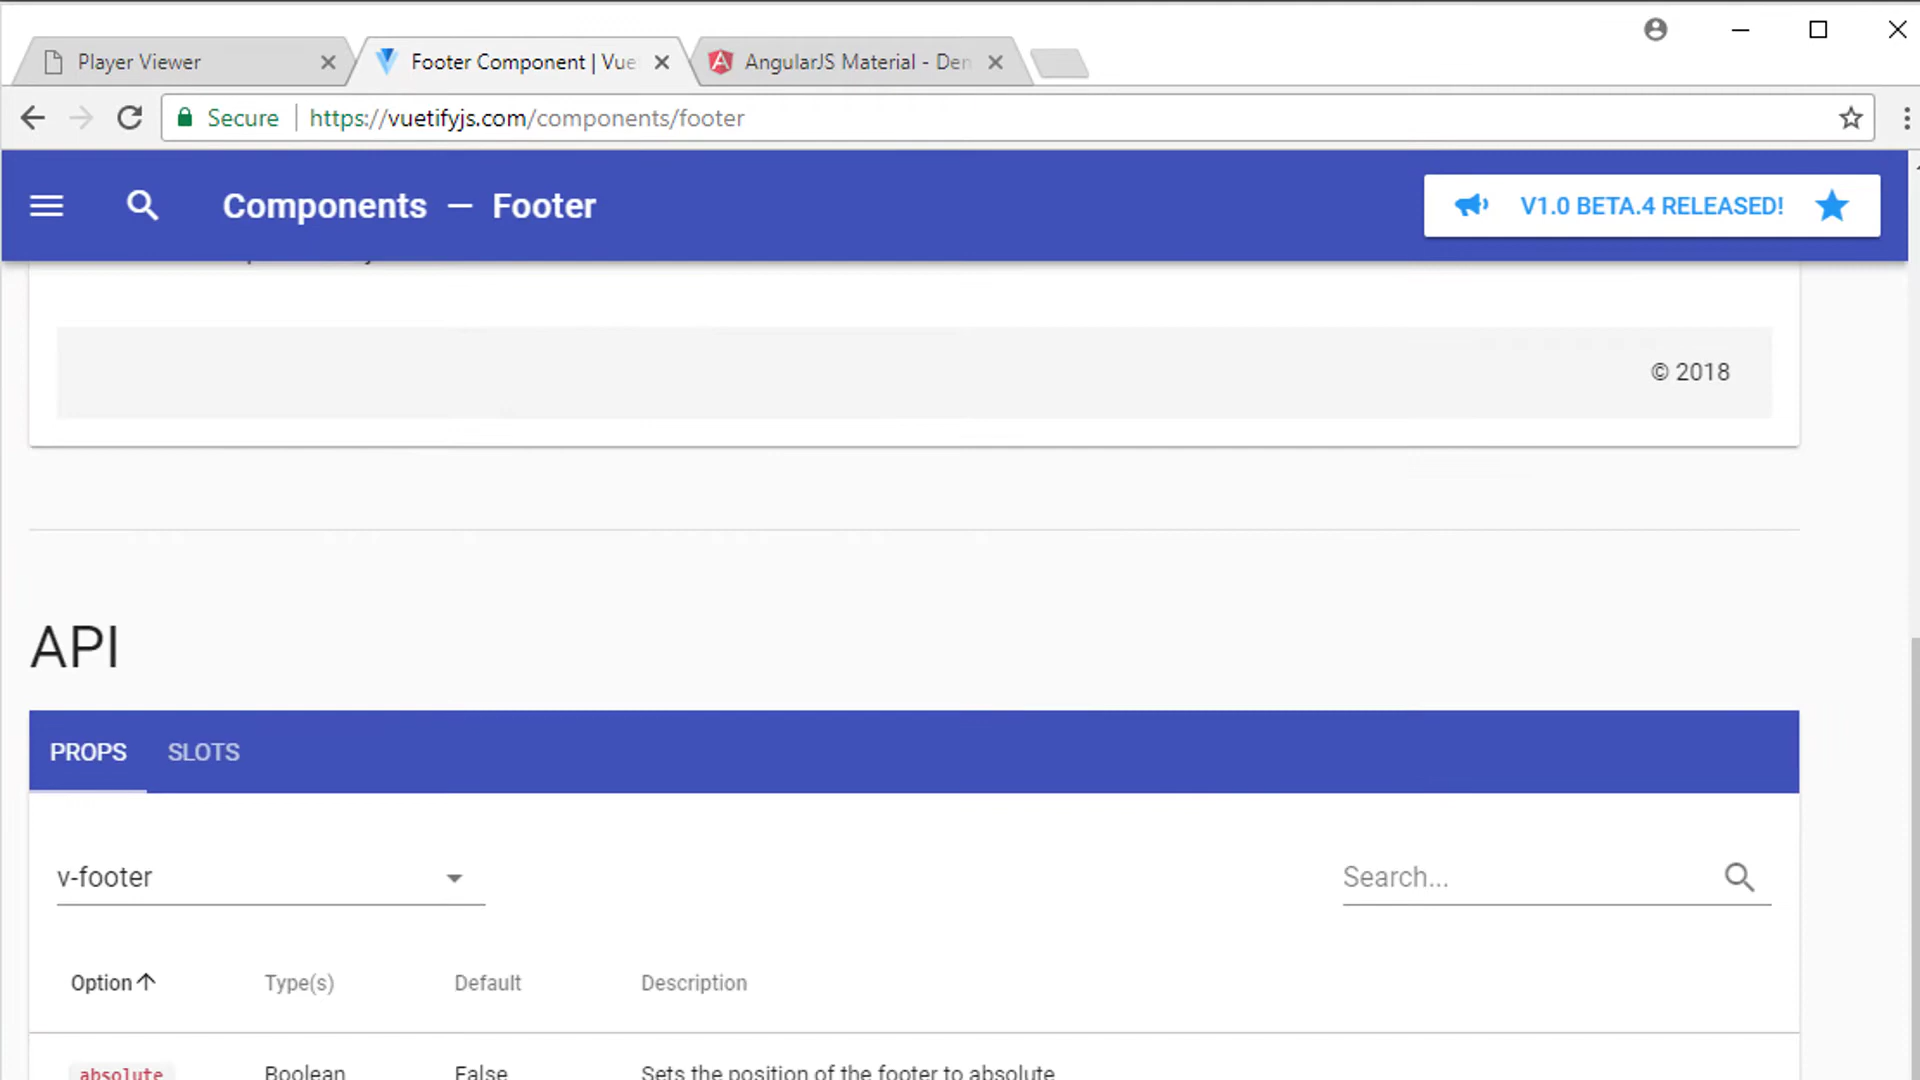 Player Viewer
Footer Component | Vue
AngularJS Material - Den
Secure
https://vuetifyjs.com/components/footer
Components — Footer
V1.0 BETA.4 RELEASED!
© 2018
API
PROPS SLOTS
v-footer
Search...
Option Type(s) Default Description
absolute Boolean False Sets the position of the footer to absolute